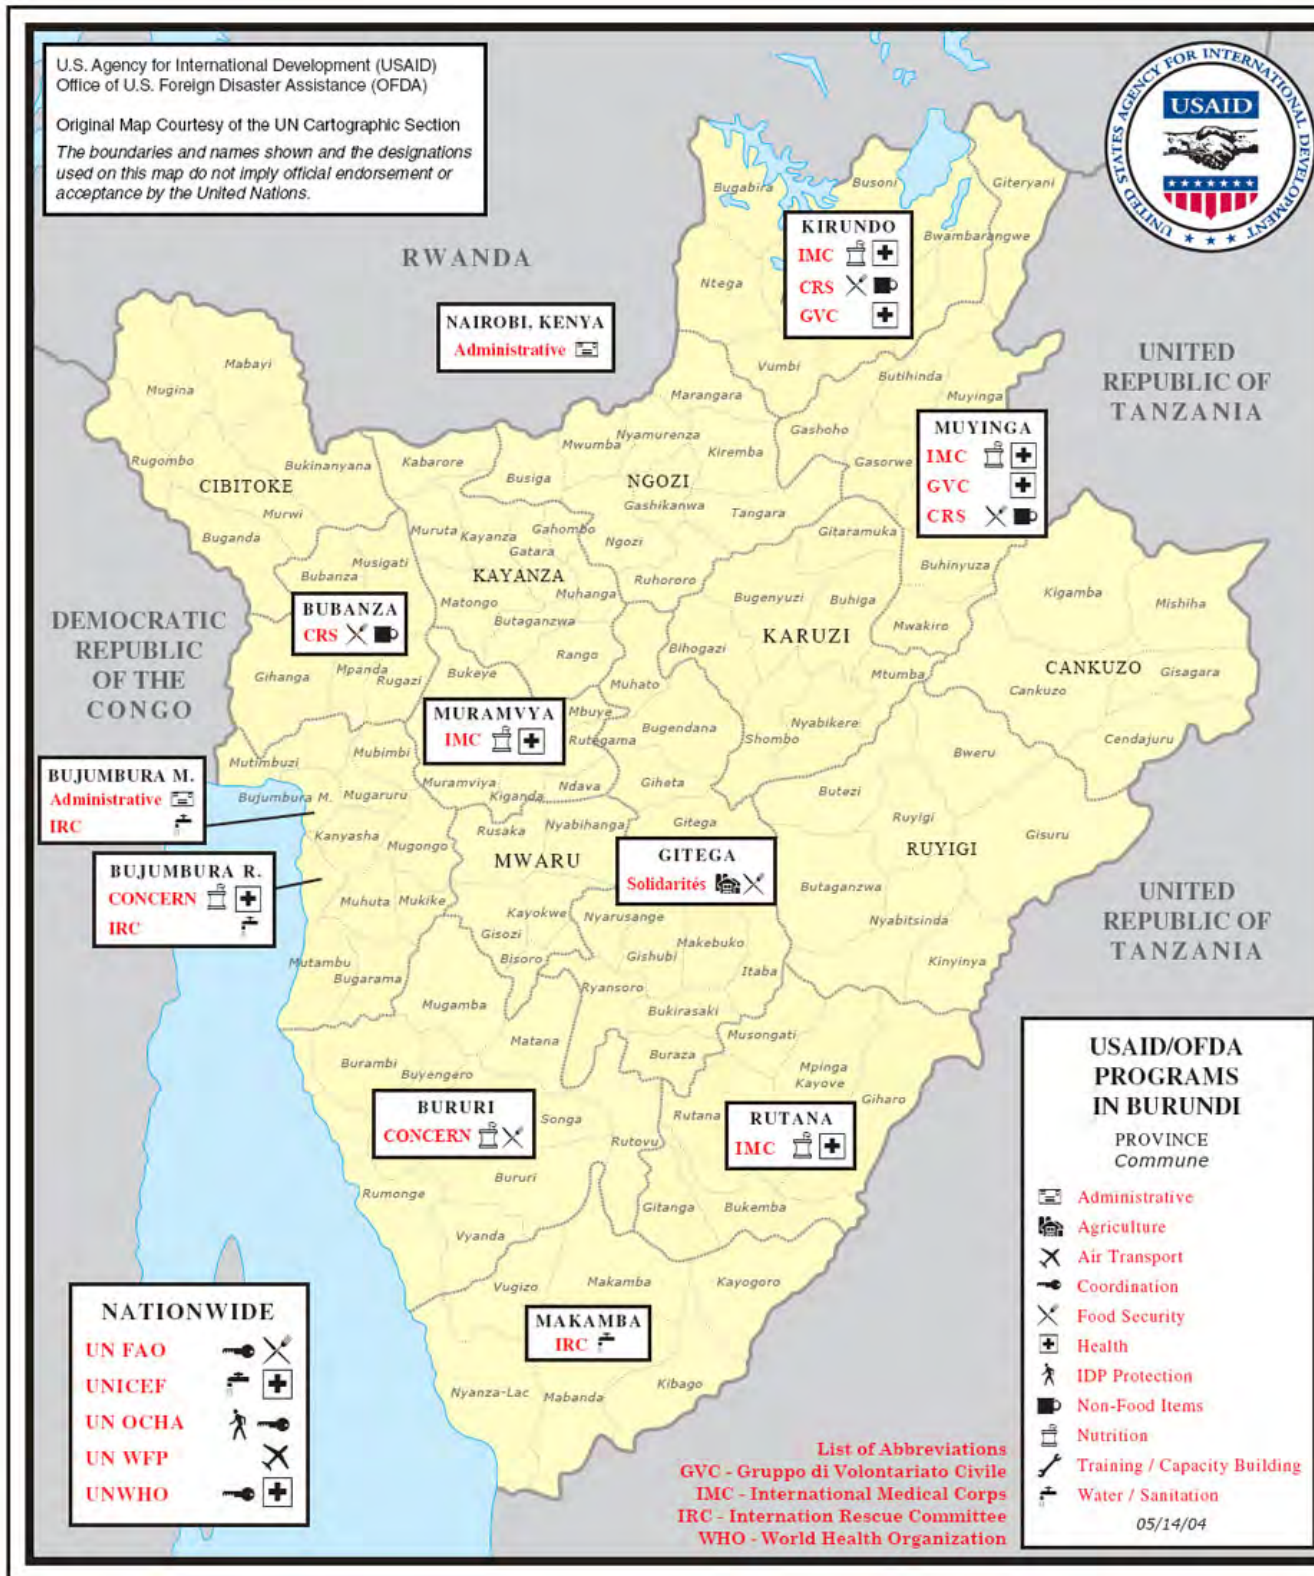 U.S. Agency for International Development (USAID)
Office of U.S. Foreign Disaster Assistance (OFDA)
Original Map Courtesy of the UN Cartographic Section
The boundaries and names shown and the designations
used on this map do not imply official endorsement or
acceptance by the United Nations.
UNITED STATES AGENCY FOR INTERNATIONAL DEVELOPMENT
USAID
RWANDA
NAIROBI, KENYA
Administrative
Bugabira
Busoni
Giteryani
KIRUNDO
IMC
CRS
GVC
Bwambarangwe
Ntega
Vumbi
Butihinda
Muyinga
UNITED
REPUBLIC OF
TANZANIA
Mabayi
Mugina
Rugombo
Bukinanyana
CIBITOKE
Murwi
Buganda
Kabarore
Marangara
Nyamurenza
Mwumba
Kiremba
Busiga
NGOZI
Gashikanwa
Tangara
Gashoho
Gasorwe
MUYINGA
IMC
GVC
CRS
Musigati
Bubanza
Muruta
Kayanza
Gahombo
Gatara
Ngozi
KAYANZA
Muhanga
Ruhororo
Matongo
Butaganzwa
Rango
Gitaramuka
Buhinyuza
Bugenyuzi
Buhiga
KARUZI
Mwakiro
Bihogazi
Mtumba
Kigamba
Mishiha
CANKUZO
Gisagara
Cankuzo
Cendajuru
DEMOCRATIC
REPUBLIC
OF THE
CONGO
BUBANZA
CRS
Gihanga
Mpanda
Rugazi
Bukeye
Muhato
Mbuye
Bugendana
Nyabikere
Shombo
MURAMVYA
IMC
Rutegama
Mubimbi
Mutimbuzi
Muramviya
Kiganda
Ndava
Giheta
Bweru
Butezi
BUJUMBURA M.
Administrative
IRC
Bujumbura M.
Mugaruru
Kanyasha
Mugongo
Rusaka
Nyabihanga
Gitega
MWARU
GITEGA
Solidarités
Ruyigi
RUYIGI
Gisuru
BUJUMBURA R.
CONCERN
IRC
Muhuta
Mukike
Kayokwe
Nyarusange
Gisozi
Bisoro
Gishubi
Makebuko
Itaba
Butaganzwa
Nyabitsinda
Kinyinya
UNITED
REPUBLIC OF
TANZANIA
Mutambu
Bugarama
Mugamba
Ryansoro
Bukirasaki
Matana
Musongati
Buraza
Mpinga
Kayove
Giharo
Burambi
Buyengero
BURURI
CONCERN
Songa
Rutovu
Rutana
RUTANA
IMC
Bururi
Rumonge
Gitanga
Bukemba
Vyanda
Vugizo
Makamba
Kayogoro
MAKAMBA
IRC
Nyanza-Lac
Mabanda
Kibago
NATIONWIDE
UN FAO
UNICEF
UN OCHA
UN WFP
UNWHO
List of Abbreviations
GVC - Gruppo di Volontariato Civile
IMC - International Medical Corps
IRC - Internation Rescue Committee
WHO - World Health Organization
USAID/OFDA
PROGRAMS
IN BURUNDI
PROVINCE
Commune
Administrative
Agriculture
Air Transport
Coordination
Food Security
Health
IDP Protection
Non-Food Items
Nutrition
Training / Capacity Building
Water / Sanitation
05/14/04